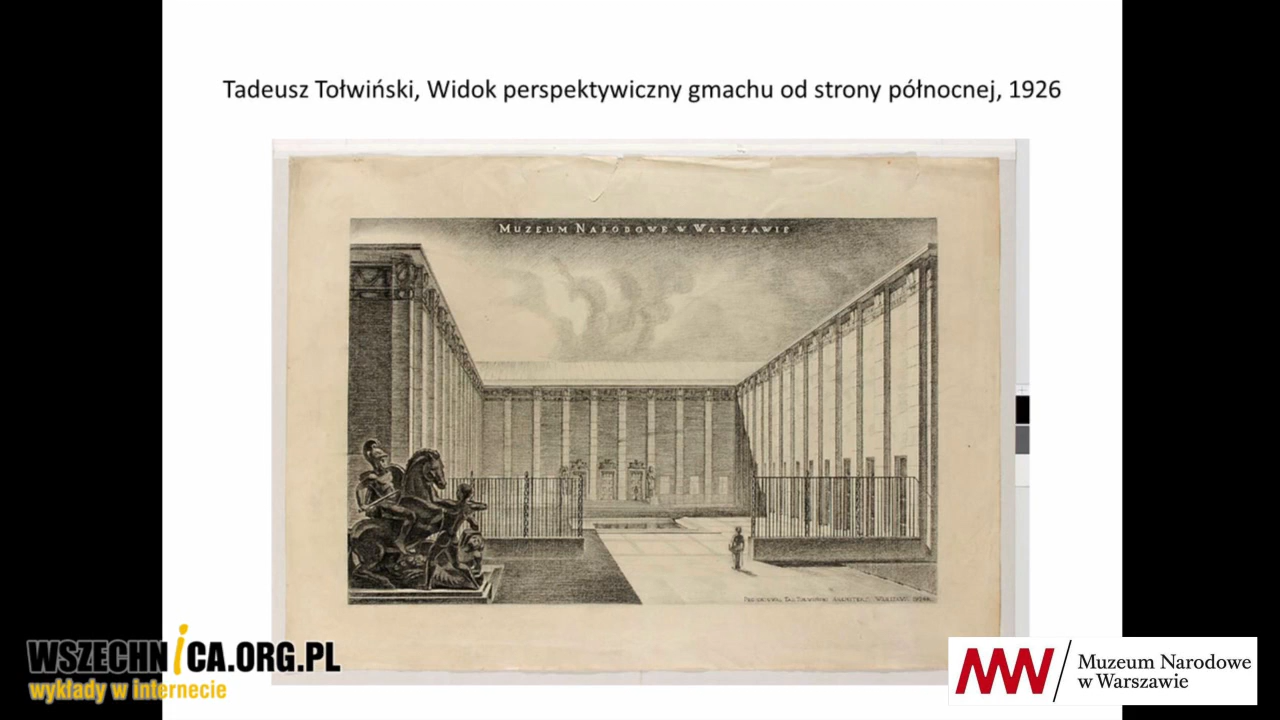 Tadeusz Tołwiński, Widok perspektywiczny gmachu od strony północnej, 1926
MUZEUM NARODOWE W WARSZAWIE
WSZECHNICA.ORG.PL
wykłady w internecie
MNW
Muzeum Narodowe
w Warszawie